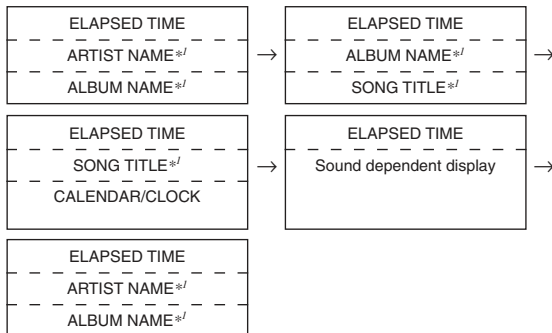 ELAPSED TIME
ARTIST NAME*1
ALBUM NAME*1
→
ELAPSED TIME
ALBUM NAME*1
SONG TITLE*1
→
ELAPSED TIME
SONG TITLE*1
CALENDAR/CLOCK
→
ELAPSED TIME
Sound dependent display
→
ELAPSED TIME
ARTIST NAME*1
ALBUM NAME*1